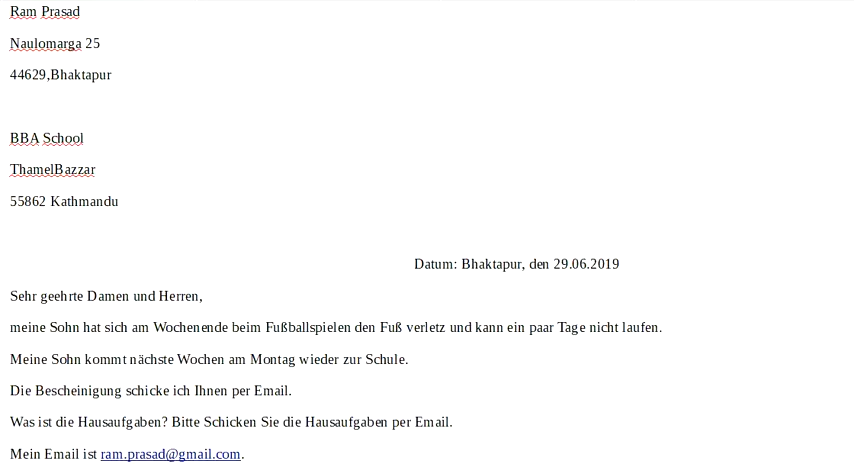 Ram Prasad
Naulomarga 25
44629,Bhaktapur
BBA School
ThamelBazzar
55862 Kathmandu
Datum: Bhaktapur, den 29.06.2019
Sehr geehrte Damen und Herren,
meine Sohn hat sich am Wochenende beim Fußballspielen den Fuß verletz und kann ein paar Tage nicht laufen.
Meine Sohn kommt nächste Wochen am Montag wieder zur Schule.
Die Bescheinigung schicke ich Ihnen per Email.
Was ist die Hausaufgaben? Bitte Schicken Sie die Hausaufgaben per Email.
Mein Email ist ram.prasad@gmail.com.